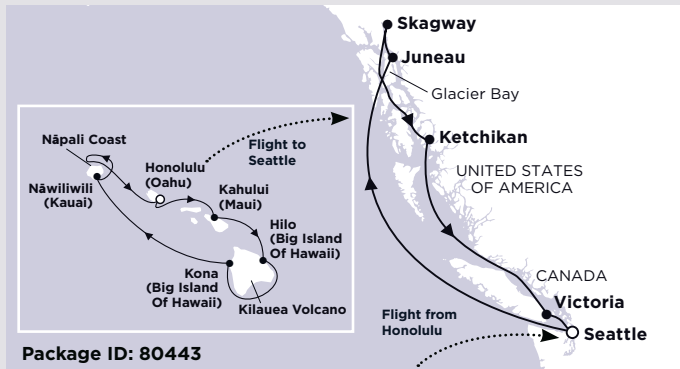 Skagway
Juneau
Glacier Bay
Ketchikan
UNITED STATES
OF AMERICA
CANADA
Victoria
Seattle
Flight from
Honolulu
Flight to
Seattle
Nāpali Coast
Honolulu
(Oahu)
Nāwiliwili
(Kauai)
Kahului
(Maui)
Hilo
(Big Island
Of Hawaii)
Kona
(Big Island
Of Hawaii)
Kilauea Volcano
Package ID: 80443